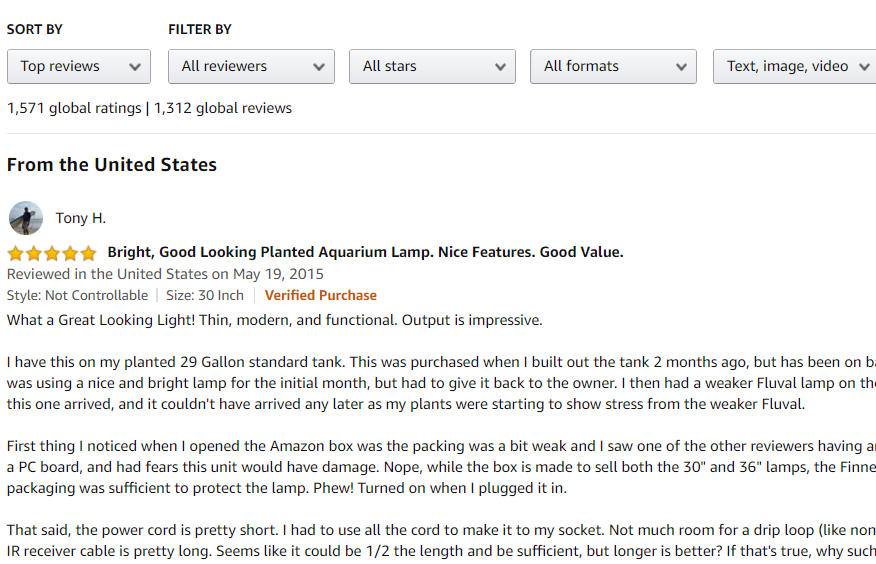 SORT BY FILTER BY
Top reviews All reviewers All stars All formats Text, image, video
1,571 global ratings | 1,312 global reviews
From the United States
Tony H.
Bright, Good Looking Planted Aquarium Lamp. Nice Features. Good Value.
Reviewed in the United States on May 19, 2015
Style: Not Controllable | Size: 30 Inch | Verified Purchase
What a Great Looking Light! Thin, modern, and functional. Output is impressive.
I have this on my planted 29 Gallon standard tank. This was purchased when I built out the tank 2 months ago, but has been on
was using a nice and bright lamp for the initial month, but had to give it back to the owner. I then had a weaker Fluval lamp on
this one arrived, and it couldn't have arrived any later as my plants were starting to show stress from the weaker Fluval.
First thing I noticed when I opened the Amazon box was the packing was a bit weak and I saw one of the other reviewers having
a PC board, and had fears this unit would have damage. Nope, while the box is made to sell both the 30" and 36" lamps, the
packaging was sufficient to protect the lamp. Phew! Turned on when I plugged it in.
That said, the power cord is pretty short. I had to use all the cord to make it to my socket. Not much room for a drip loop (like
IR receiver cable is pretty long. Seems like it could be 1/2 the length and be sufficient, but longer is better? If that's true, why such